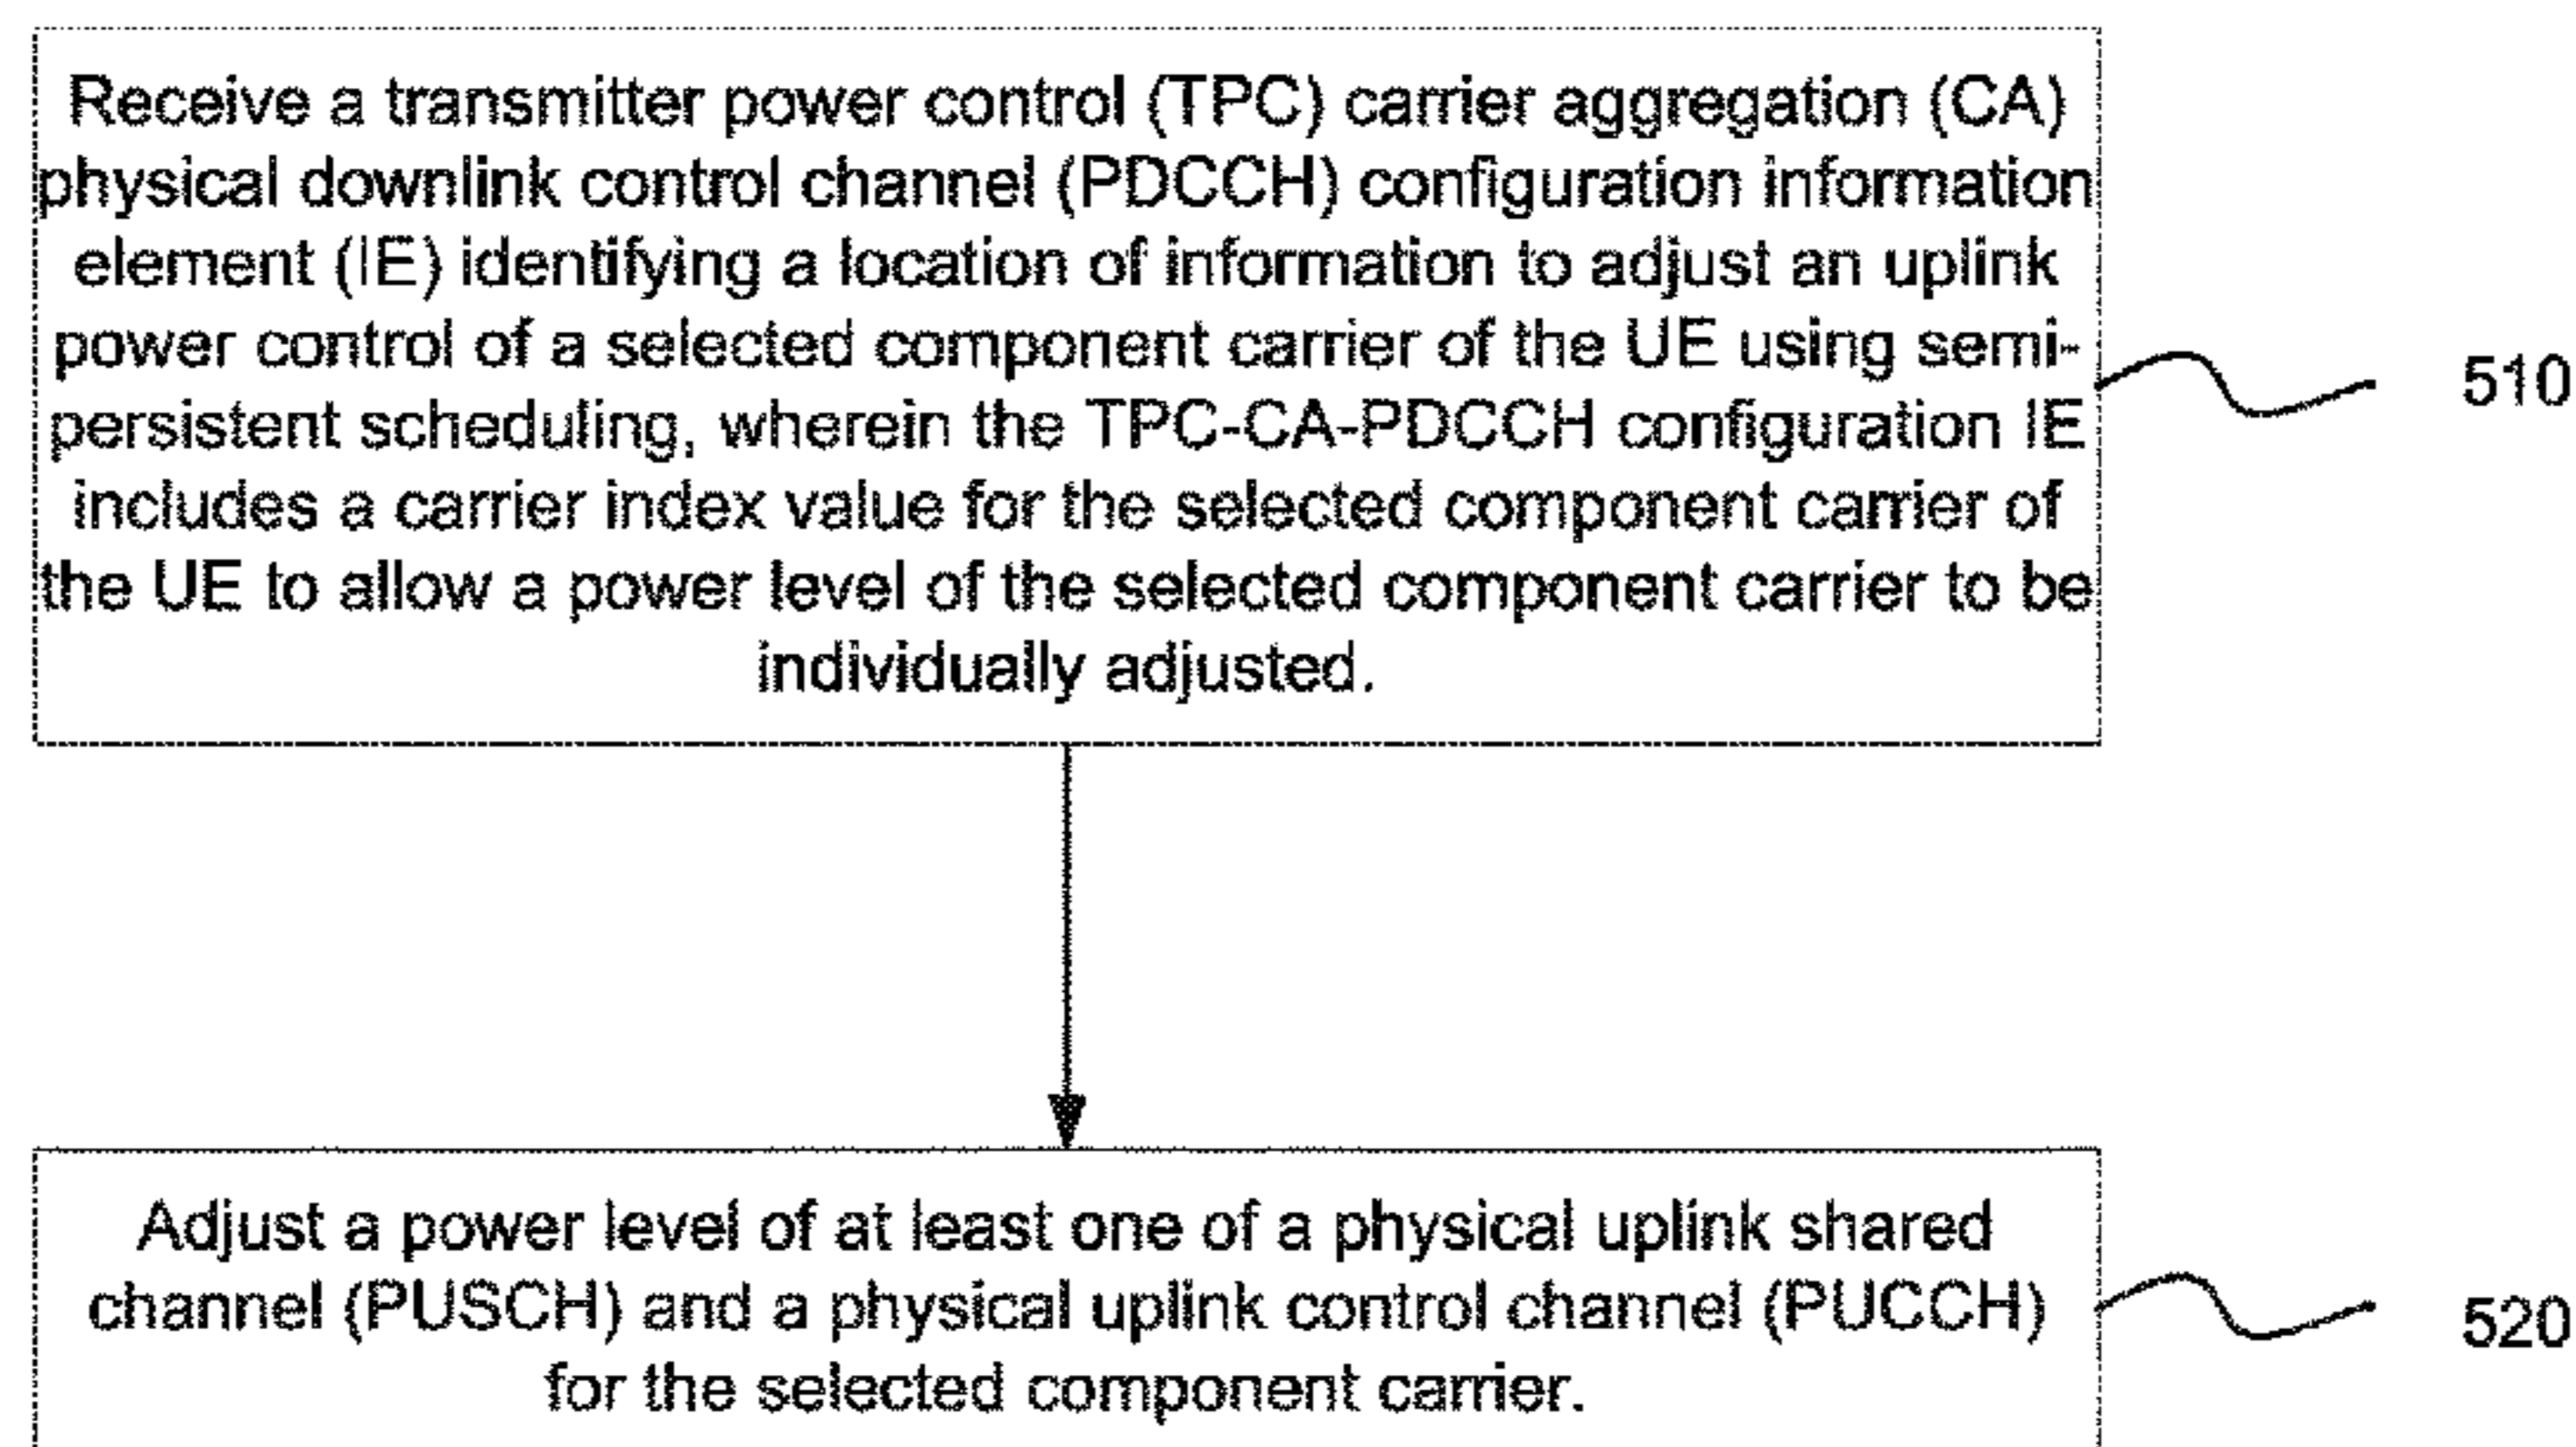 Receive a transmitter power control (TPC) carrier aggregation (CA)
physical downlink control channel (PDCCH) configuration information
element (IE) identifying a location of information to adjust an uplink
power control of a selected component carrier of the UE using semi-
persistent scheduling, wherein the TPC-CA-PDCCH configuration IE
includes a carrier index value for the selected component carrier of
the UE to allow a power level of the selected component carrier to be
individually adjusted.
510
Adjust a power level of at least one of a physical uplink shared
channel (PUSCH) and a physical uplink control channel (PUCCH)
for the selected component carrier.
520